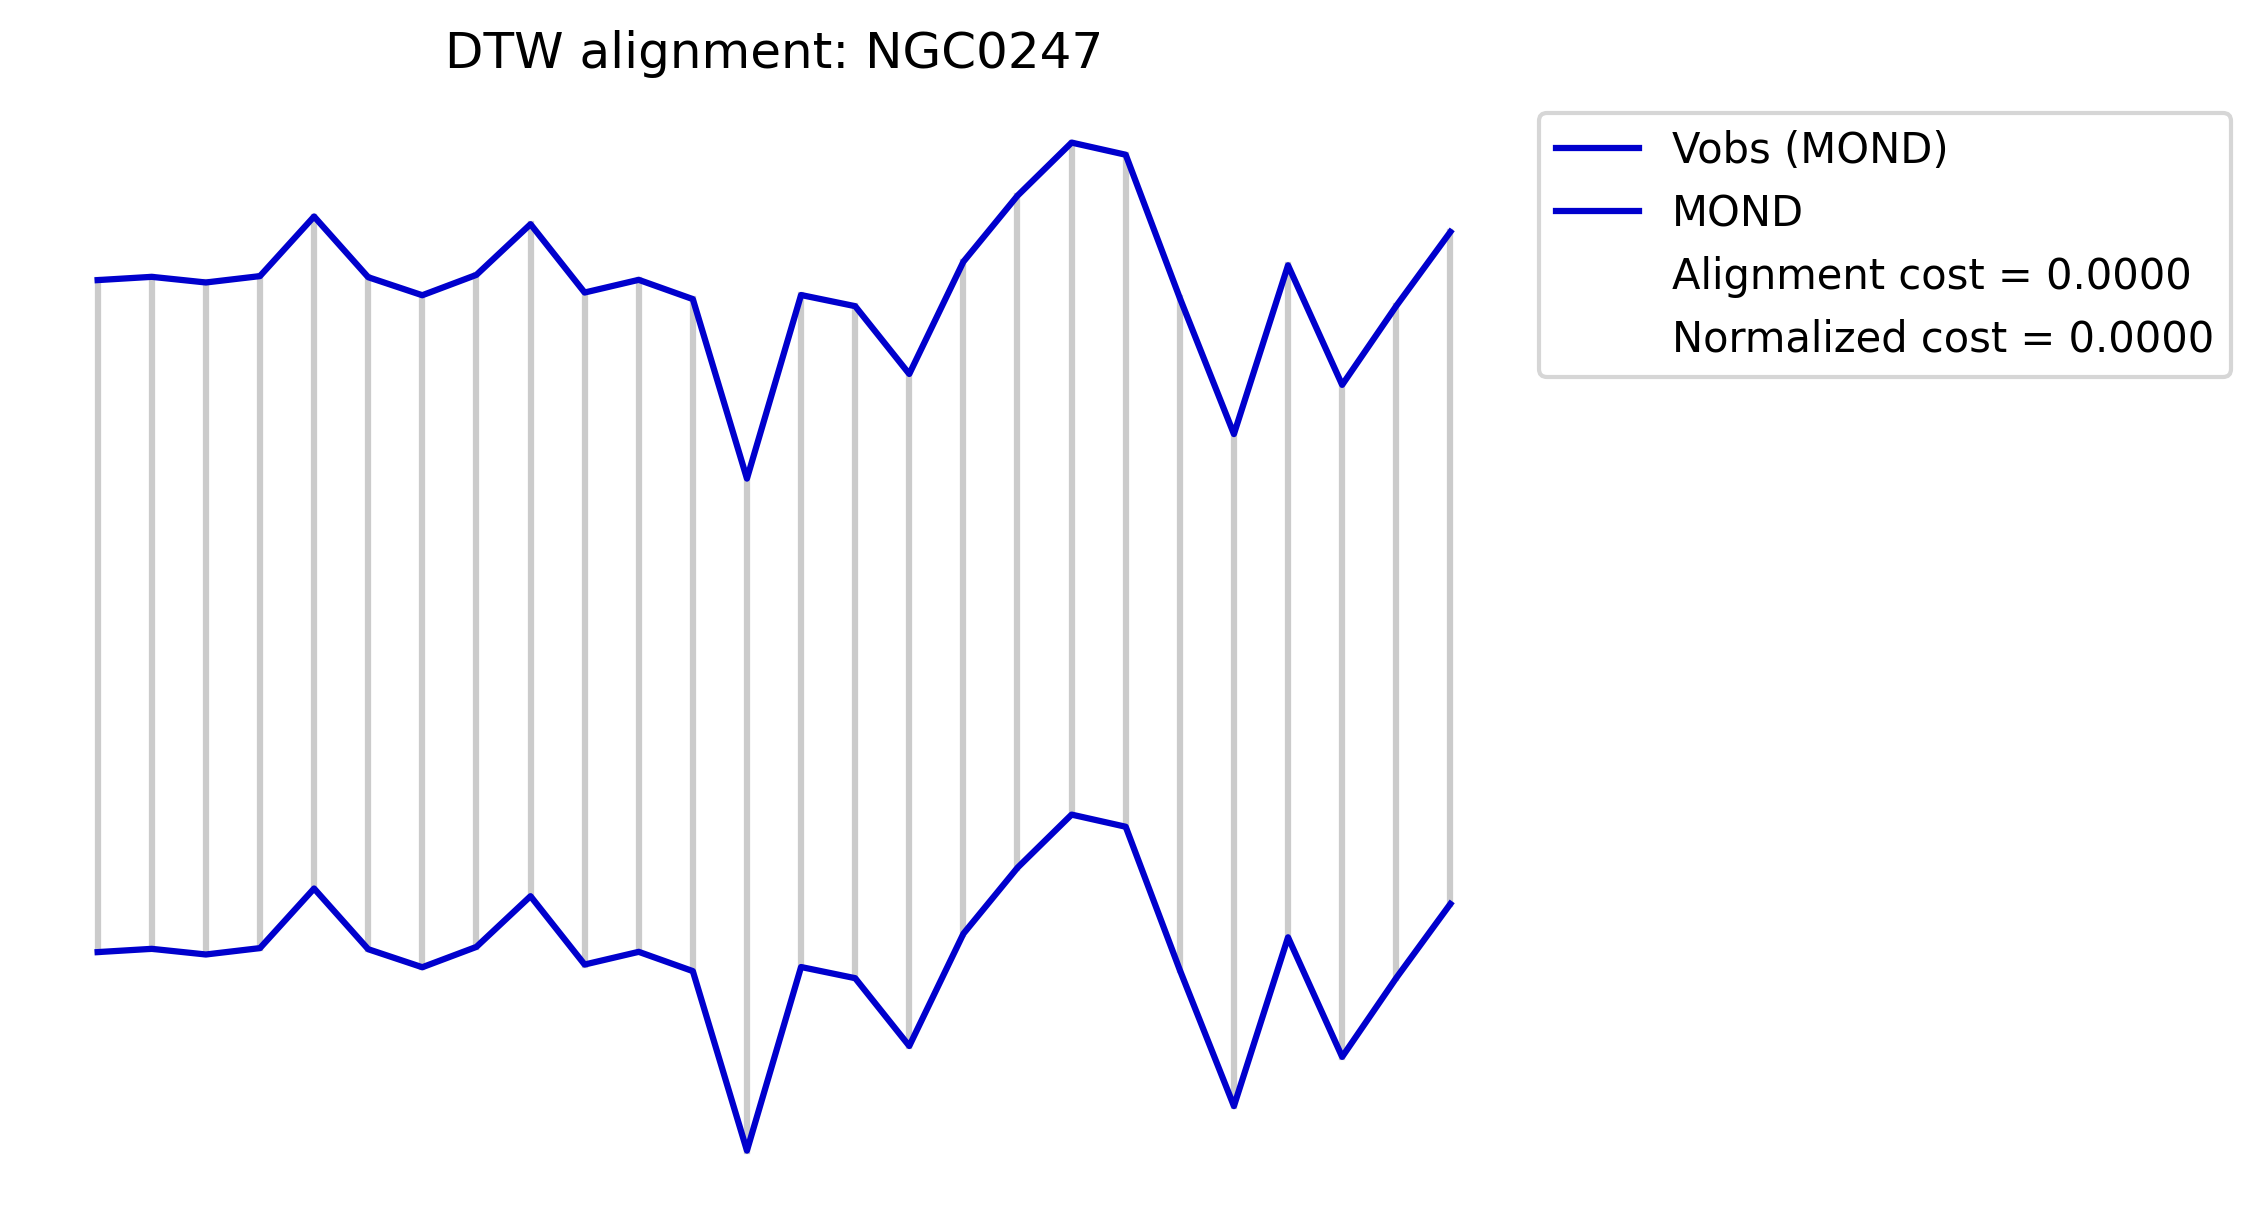 DTW alignment: NGC0247
Vobs (MOND)
MOND
Alignment cost = 0.0000
Normalized cost = 0.0000